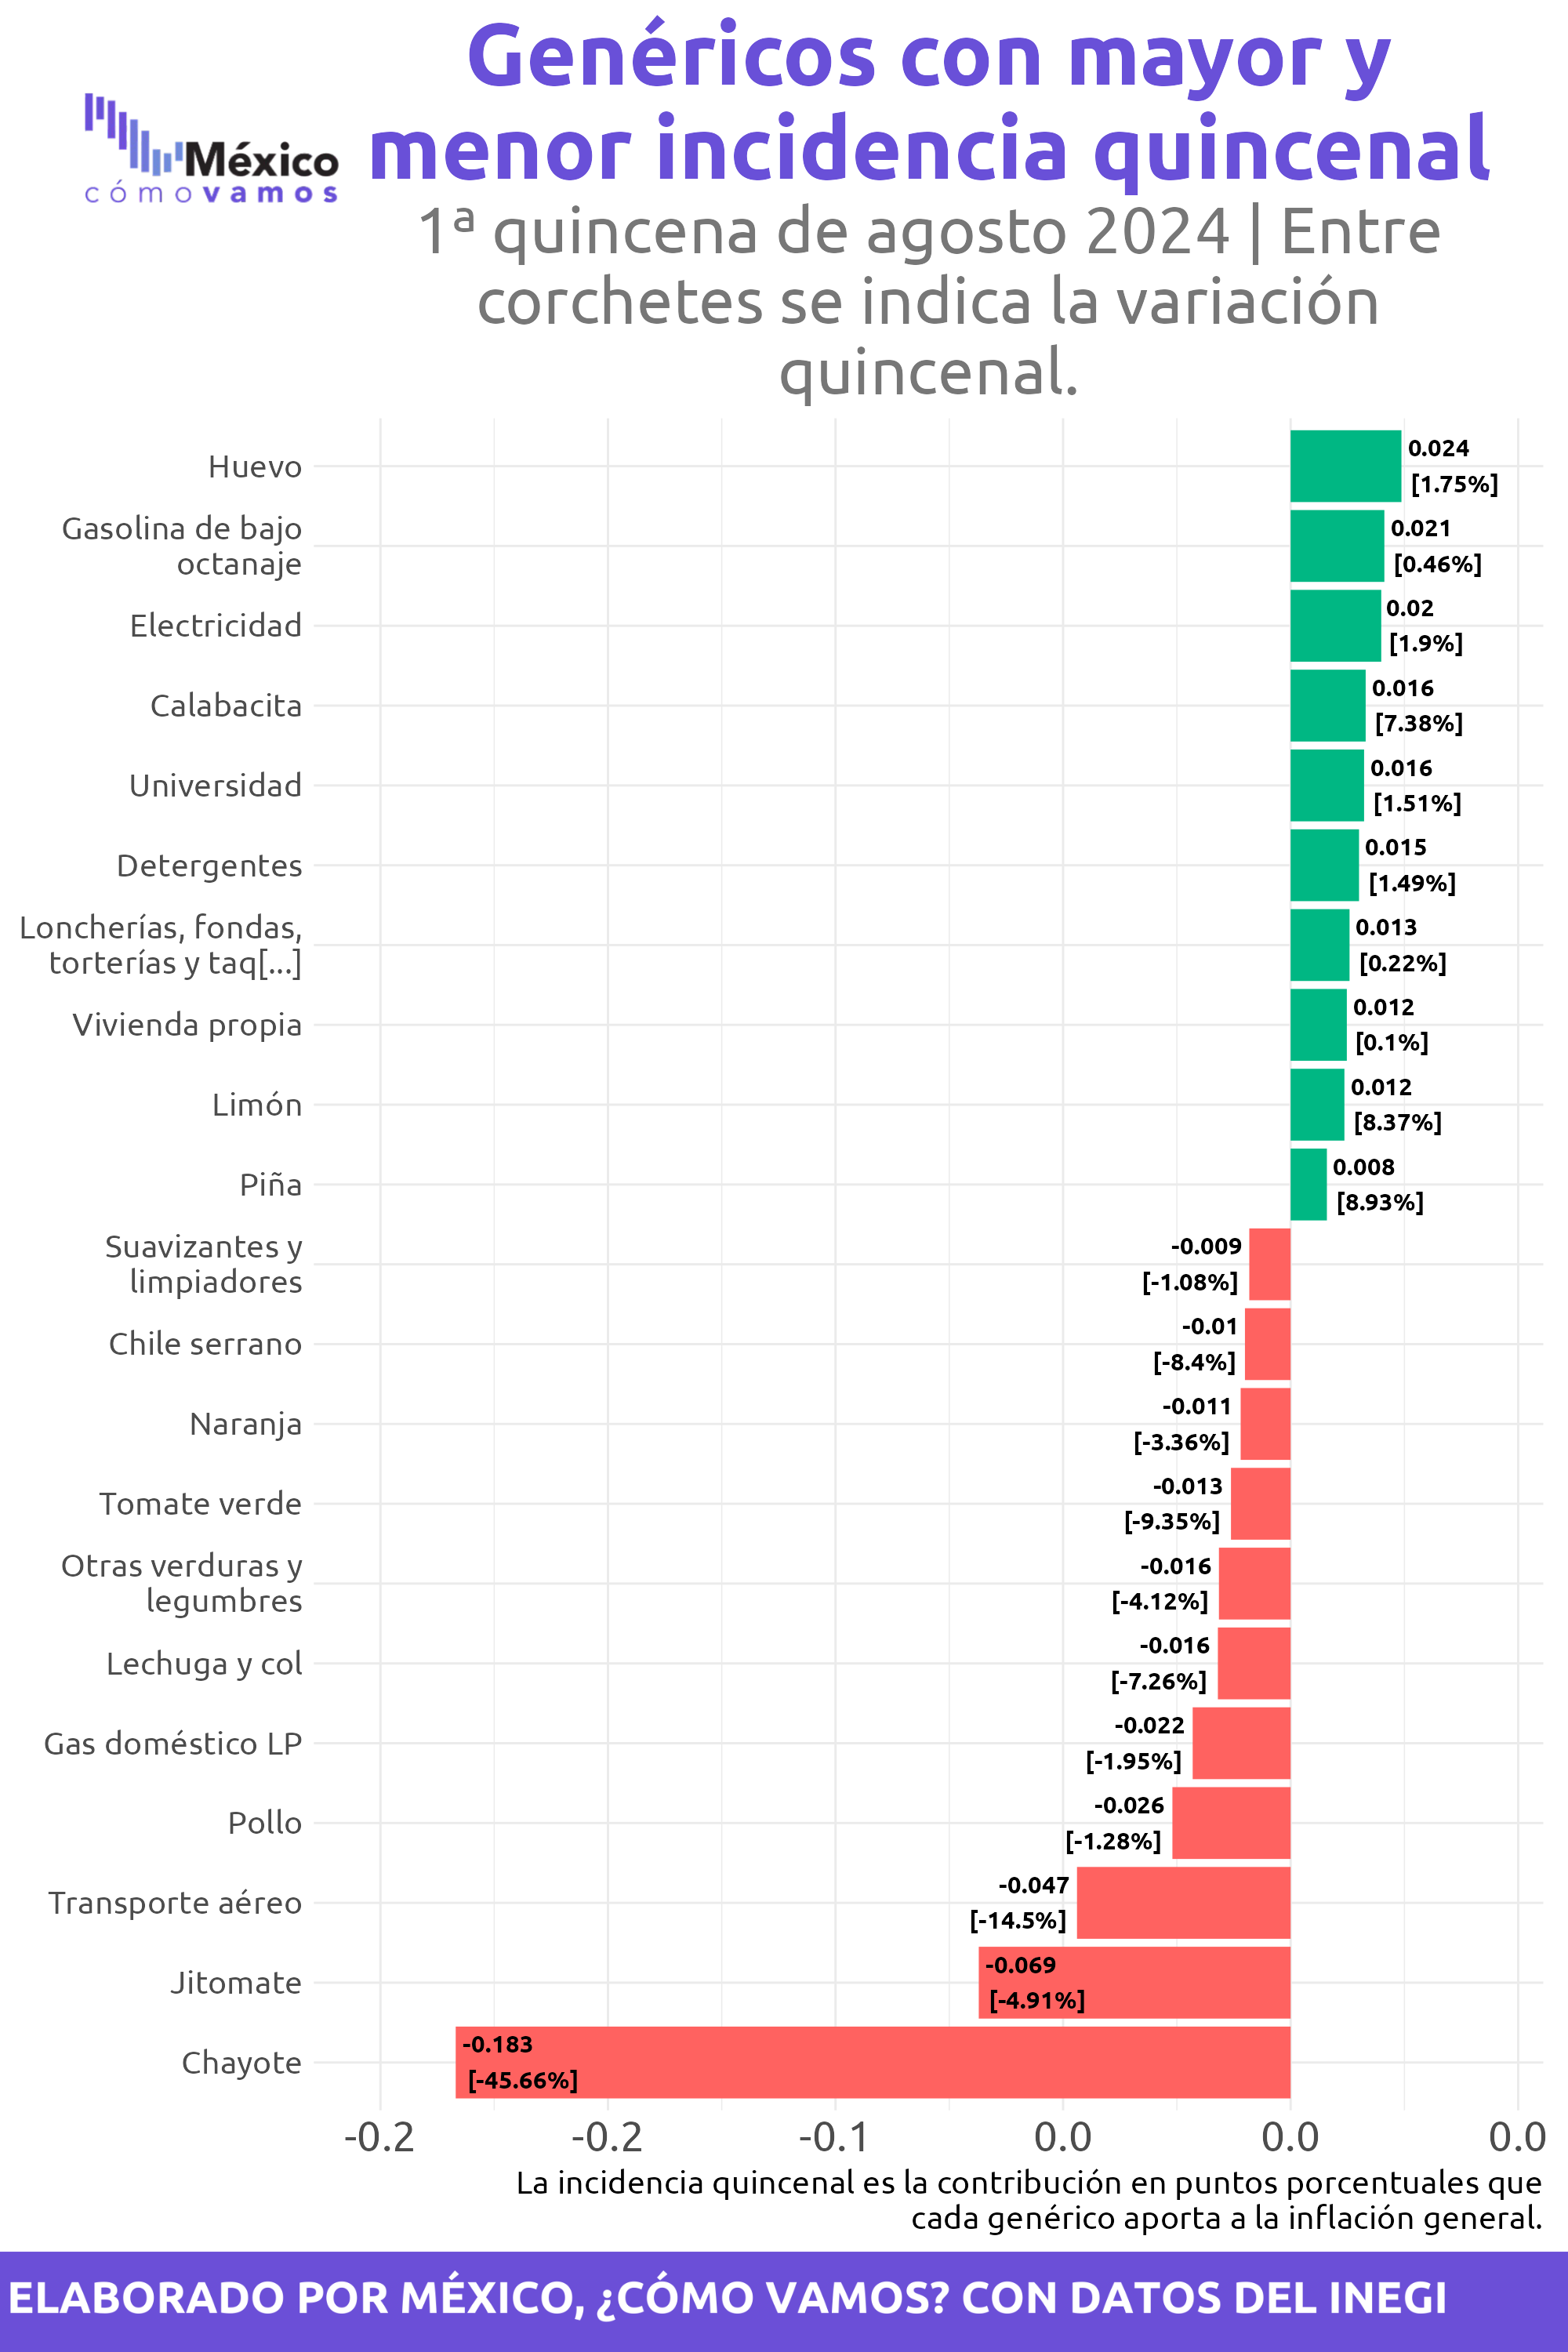 Genéricos con mayor y
menor incidencia quincenal
México
cómovamos
1ª quincena de agosto 2024 | Entre
corchetes se indica la variación
quincenal.
Huevo
0.024
[1.75%]
Gasolina de bajo
octanaje
0.021
[0.46%]
Electricidad
0.02
[1.9%]
Calabacita
0.016
[7.38%]
Universidad
0.016
[1.51%]
Detergentes
0.015
[1.49%]
Loncherías, fondas,
torterías y taq[...]
0.013
[0.22%]
Vivienda propia
0.012
[0.1%]
Limón
0.012
[8.37%]
Piña
0.008
[8.93%]
Suavizantes y
limpiadores
-0.009
[-1.08%]
Chile serrano
-0.01
[-8.4%]
Naranja
-0.011
[-3.36%]
Tomate verde
-0.013
[-9.35%]
Otras verduras y
legumbres
-0.016
[-4.12%]
Lechuga y col
-0.016
[-7.26%]
Gas doméstico LP
-0.022
[-1.95%]
Pollo
-0.026
[-1.28%]
Transporte aéreo
-0.047
[-14.5%]
Jitomate
-0.069
[-4.91%]
Chayote
-0.183
[-45.66%]
-0.2 -0.2 -0.1 0.0 0.0 0.0
La incidencia quincenal es la contribución en puntos porcentuales que
cada genérico aporta a la inflación general.
ELABORADO POR MÉXICO, ¿CÓMO VAMOS? CON DATOS DEL INEGI